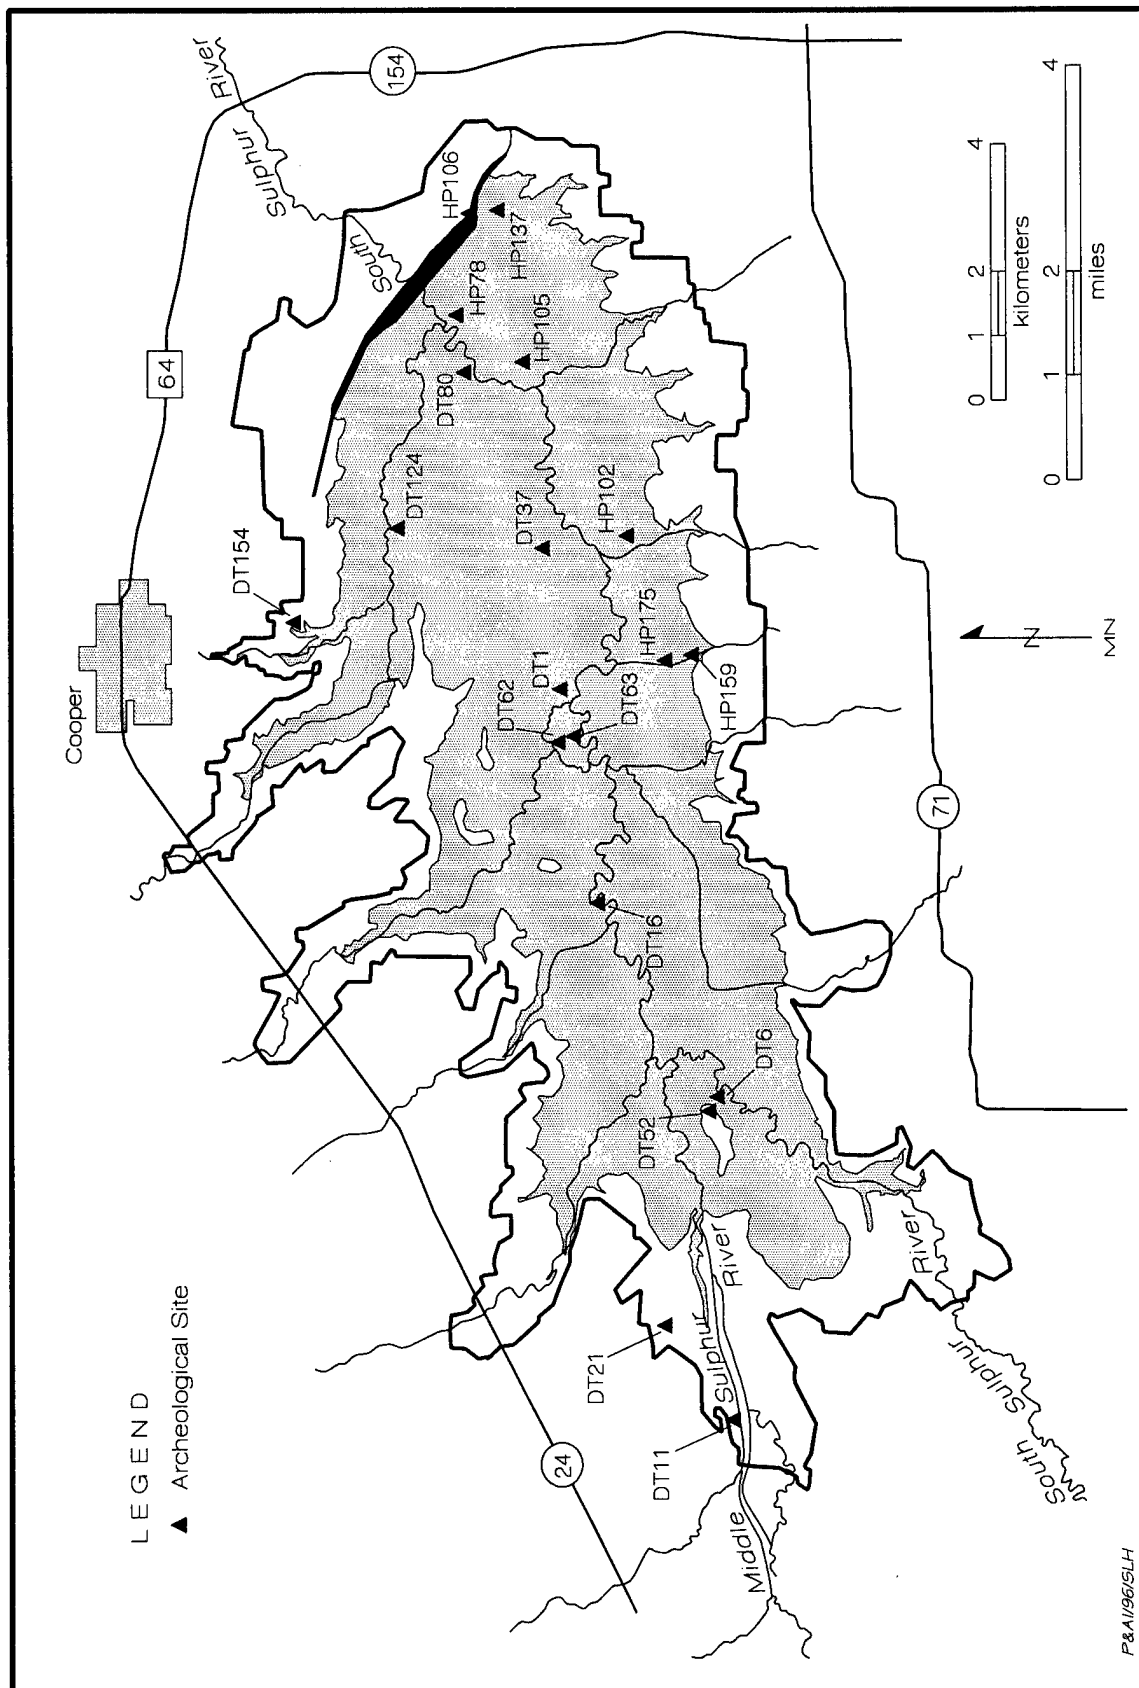 LEGEND
▲ Archeological Site
Cooper
64
154
24
71
South Sulphur River
HP106
HP137
HP78
HP105
DT80
DT124
DT154
DT37
HP102
HP175
HP159
DT1
DT62
DT63
DT16
DT6
DT52
DT21
DT11
Middle Sulphur River
South Sulphur River
N
MN
0 1 2 4
kilometers
0 1 2 4
miles
P&AI/96/SLH